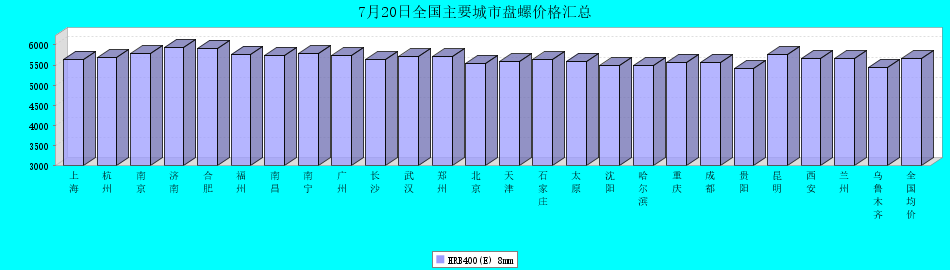 7月20日全国主要城市盘螺价格汇总
6000
5500
5000
4500
4000
3500
3000
上海
杭州
南京
济南
合肥
福州
南昌
南宁
广州
长沙
武汉
郑州
北京
天津
石家庄
太原
沈阳
哈尔滨
重庆
成都
贵阳
昆明
西安
兰州
乌鲁木齐
全国均价
HRB400(E) 8mm